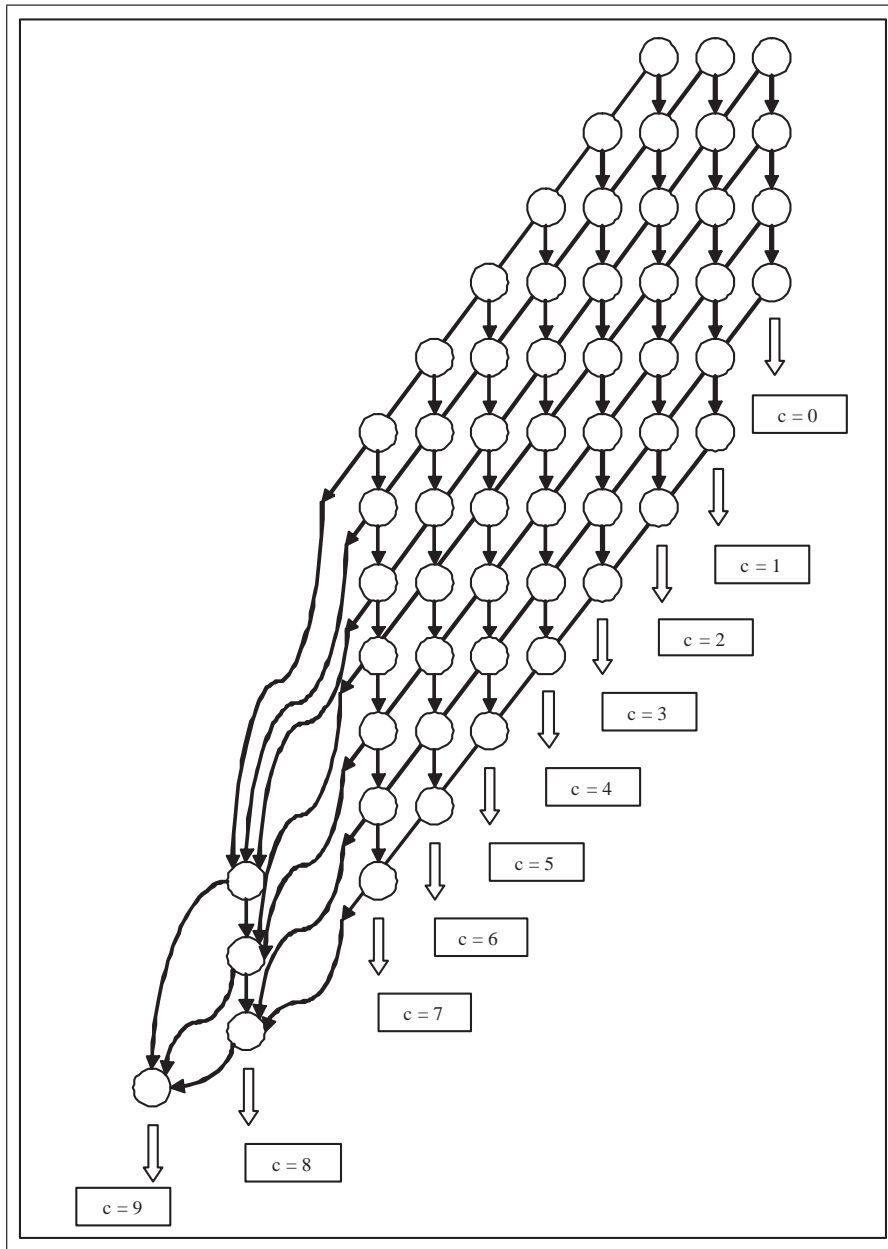 c = 0
c = 1
c = 2
c = 3
c = 4
c = 5
c = 6
c = 7
c = 8
c = 9